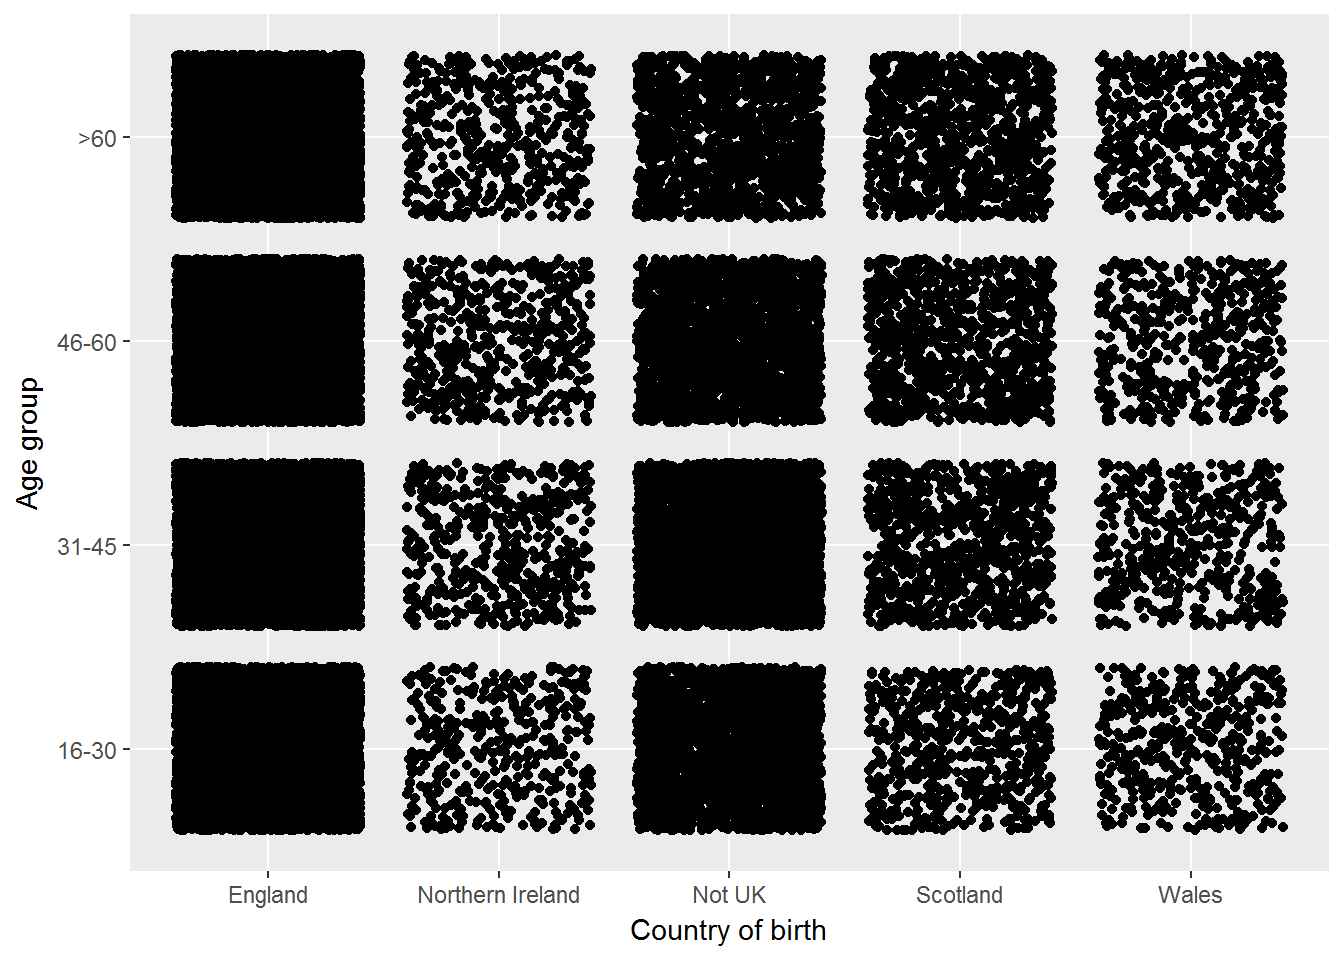 Age group
>60
46-60
31-45
16-30
England Northern Ireland Not UK Scotland Wales
Country of birth